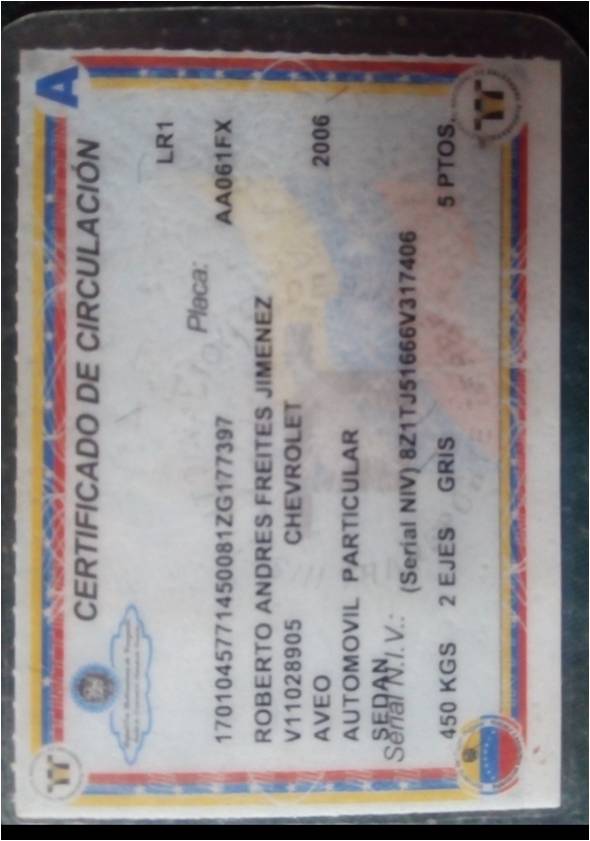 A
CERTIFICADO DE CIRCULACIÓN
LR1
Placa:
1701045771450081ZG177397 AA061FX
ROBERTO ANDRES FREITES JIMENEZ
V11028905 CHEVROLET
AVEO 2006
AUTOMOVIL PARTICULAR
SEDAN
Serial N.I.V.: (Serial NIV) 8Z1TJ51666V317406
450 KGS 2 EJES GRIS 5 PTOS